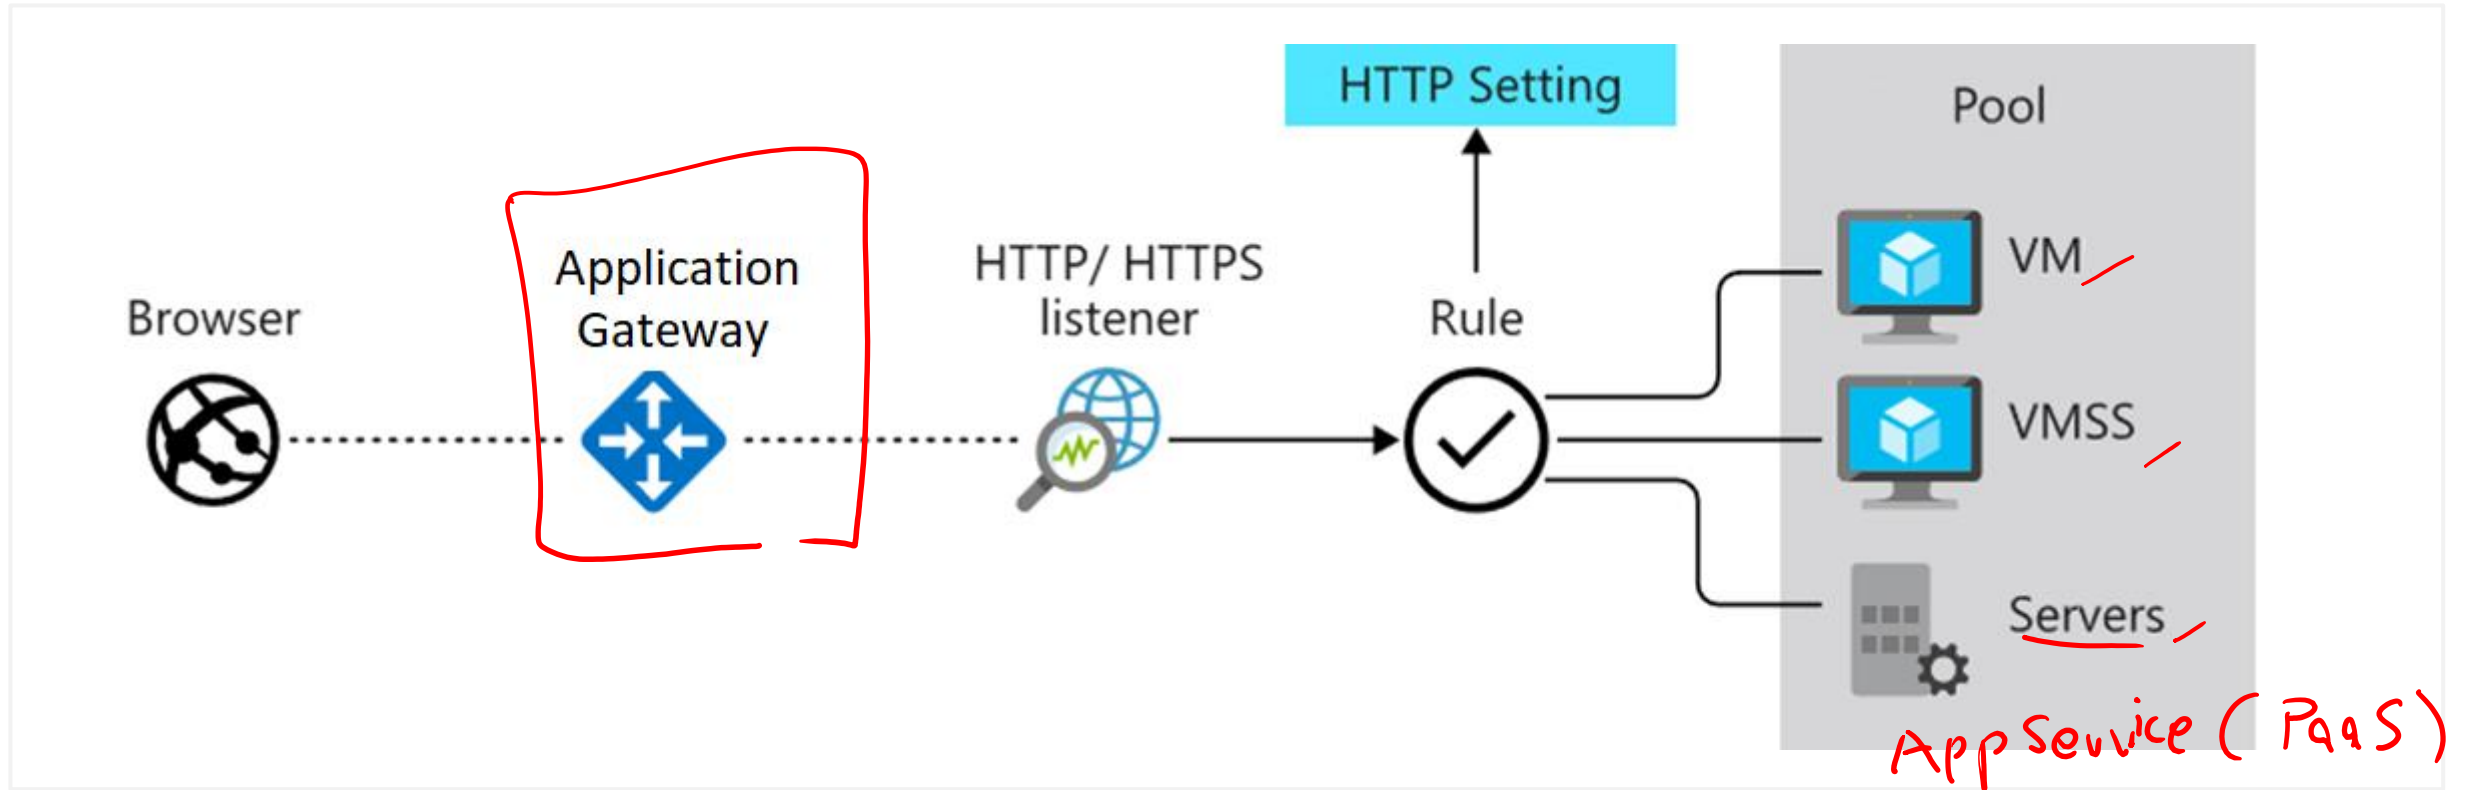 HTTP Setting
Pool
Application
Gateway
HTTP/ HTTPS
listener
Browser
Rule
VM
VMSS
Servers
AppService (PaaS)